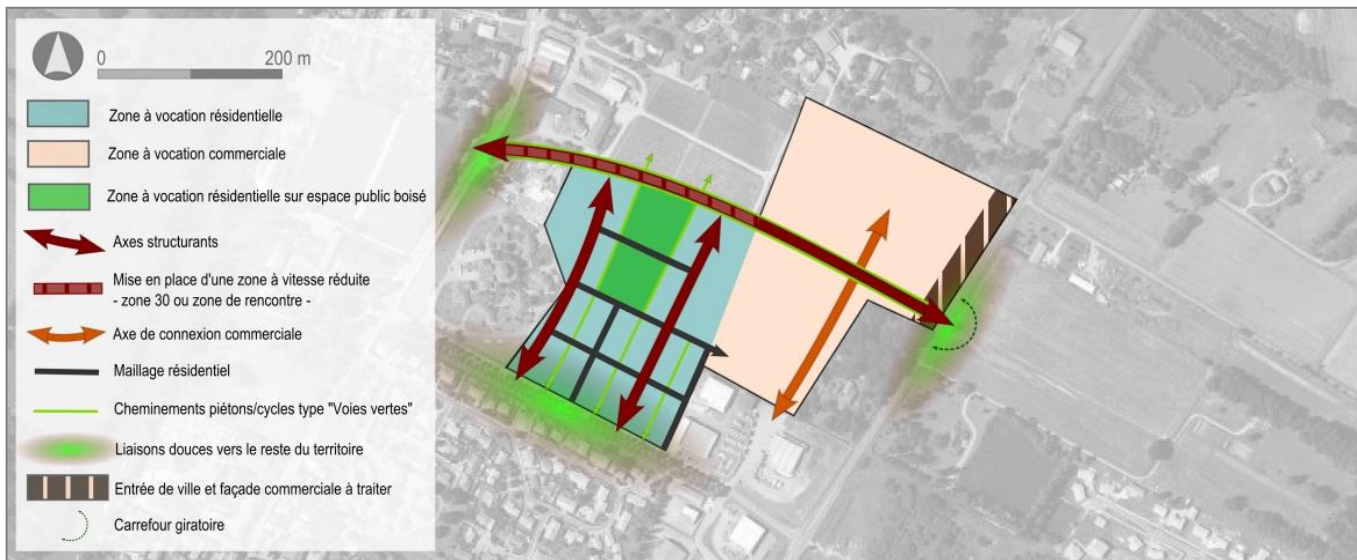 0 200 m
Zone à vocation résidentielle
Zone à vocation commerciale
Zone à vocation résidentielle sur espace public boisé
Axes structurants
Mise en place d'une zone à vitesse réduite
- zone 30 ou zone de rencontre -
Axe de connexion commerciale
Maillage résidentiel
Cheminements piétons/cycles type "Voies vertes"
Liaisons douces vers le reste du territoire
Entrée de ville et façade commerciale à traiter
Carrefour giratoire